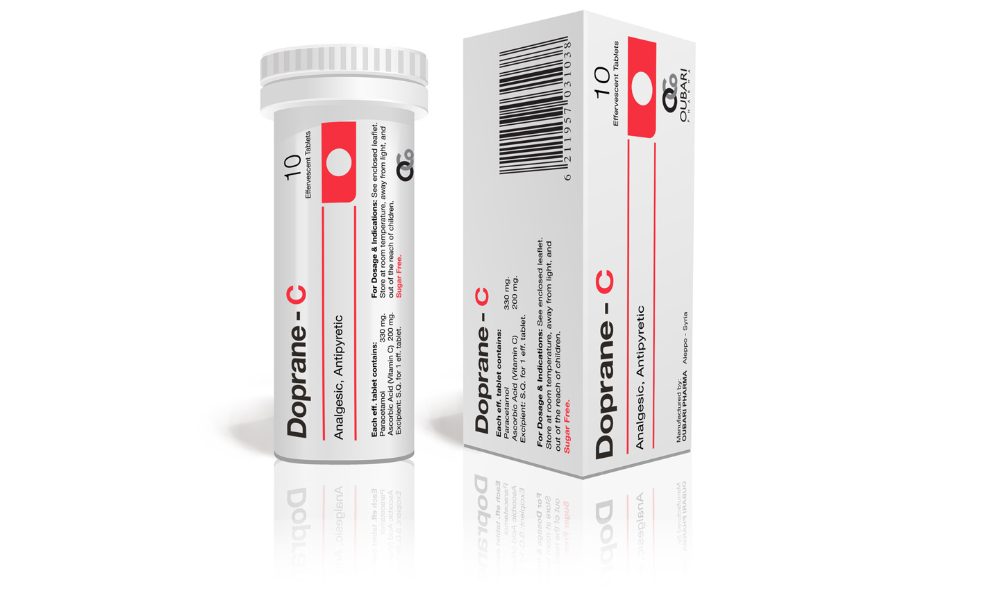 Doprane - C
10
Effervescent Tablets
Analgesic, Antipyretic
Each eff. tablet contains:
Paracetamol 330 mg.
Ascorbic Acid (Vitamin C) 200 mg.
Excipient: S.Q. for 1 eff. tablet.
For Dosage & Indications: See enclosed leaflet.
Store at room temperature, away from light, and
out of the reach of children.
Sugar Free.
Doprane - C
Each eff. tablet contains:
Paracetamol 330 mg.
Ascorbic Acid (Vitamin C) 200 mg.
Excipient: S.Q. for 1 eff. tablet.
For Dosage & Indications: See enclosed leaflet.
Store at room temperature, away from light, and
out of the reach of children.
Sugar Free.
6 211957 031038
Doprane - C
10
Effervescent Tablets
Analgesic, Antipyretic
Manufactured by:
OUBARI PHARMA Aleppo - Syria
OUBARI
PHARMA